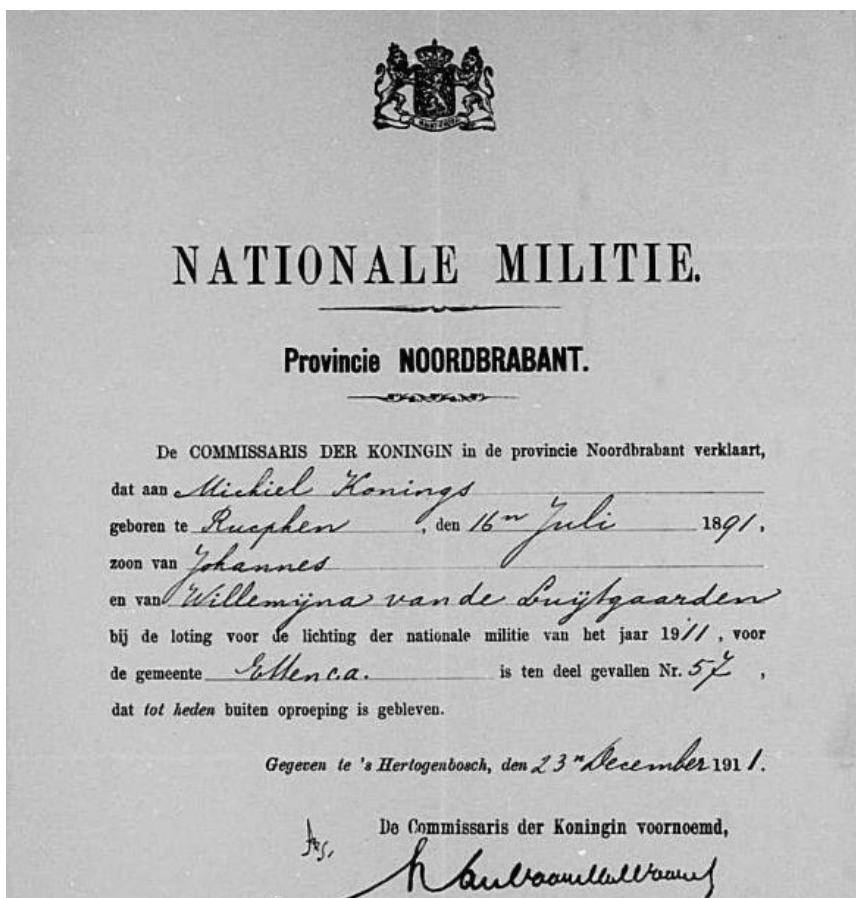 NATIONALE MILITIE.
Provincie NOORDBRABANT.
De COMMISSARIS DER KONINGIN in de provincie Noordbrabant verklaart,
dat aan Michiel Konings
geboren te Rucphen, den 16n Juli 1891.
zoon van Johannes
en van Willemijna van de Luijtgaarden
bij de loting voor de lichting der nationale militie van het jaar 1911, voor
de gemeente Etten c.a. is ten deel gevallen Nr. 57,
dat tot heden buiten oproeping is gebleven.
Gegeven te 's Hertogenbosch, den 23n December 1911.
De Commissaris der Koningin voornoemd,